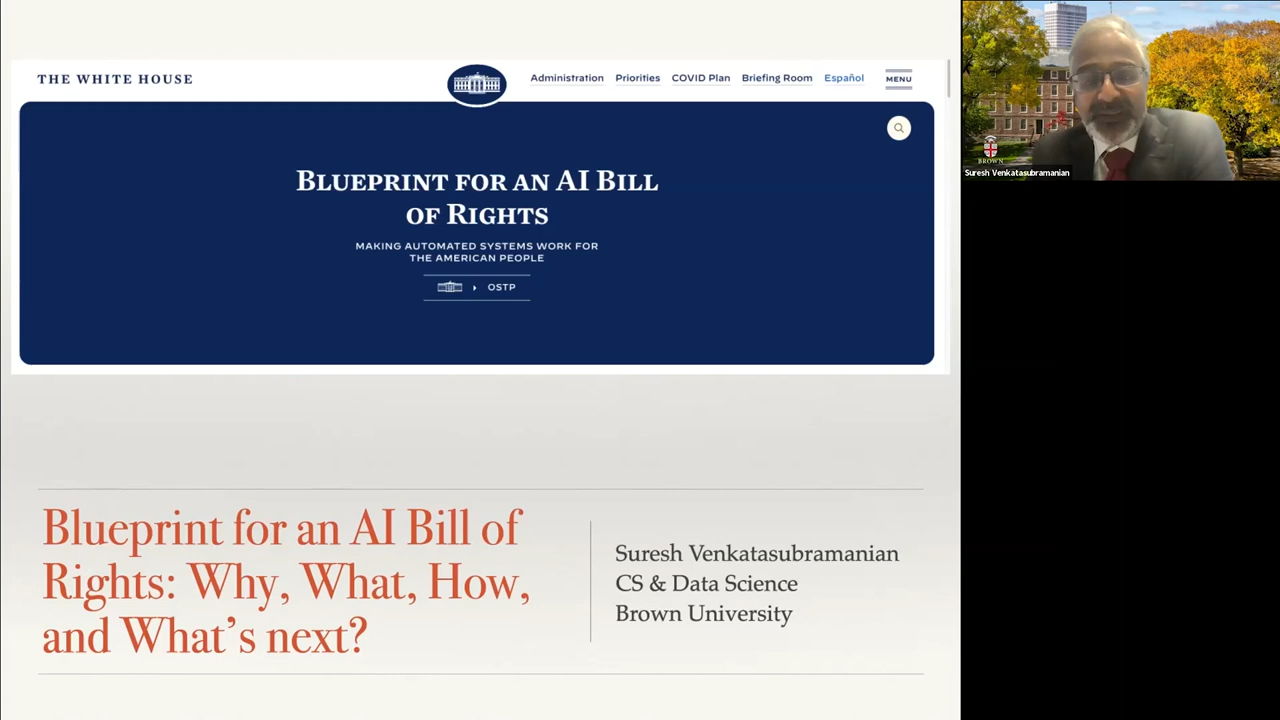 THE WHITE HOUSE
Administration Priorities COVID Plan Briefing Room Español MENU
BLUEPRINT FOR AN AI BILL
OF RIGHTS
MAKING AUTOMATED SYSTEMS WORK FOR
THE AMERICAN PEOPLE
OSTP
Blueprint for an AI Bill of
Rights: Why, What, How,
and What's next?
Suresh Venkatasubramanian
CS & Data Science
Brown University
BROWN
Suresh Venkatasubramanian